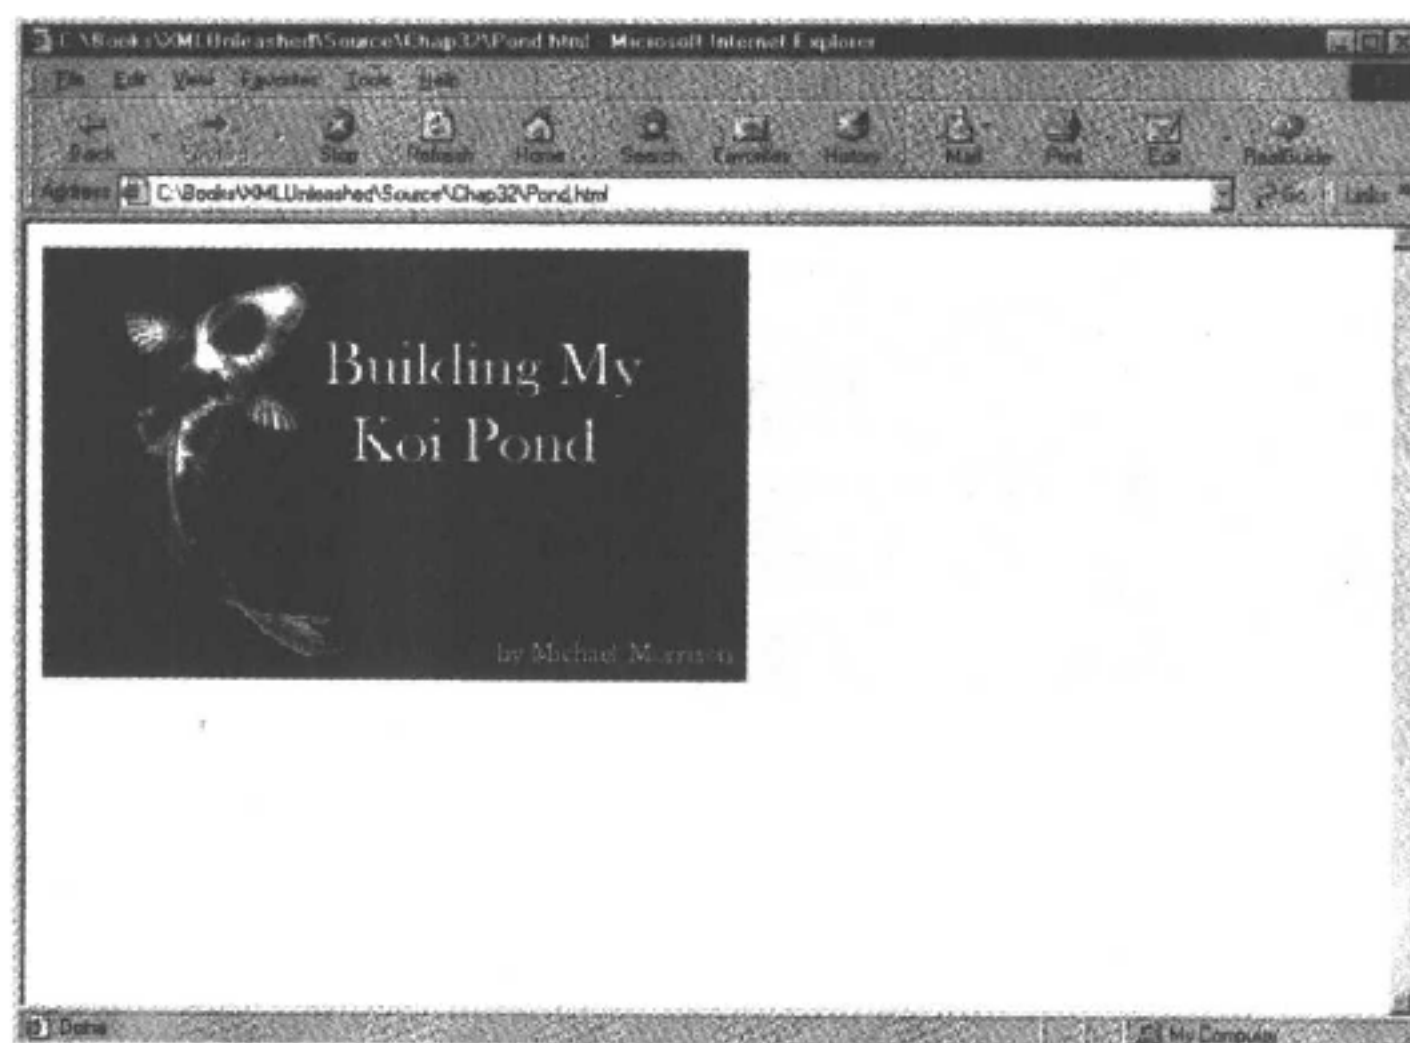 C:\Books\XMLUnleashed\Source\Chap32\Pond.html - Microsoft Internet Explorer
File Edit View Favorites Tools Help
Back Stop Refresh Home Search Favorites History Mail Print Edit RealGuide
Address C:\Books\XMLUnleashed\Source\Chap32\Pond.html Go Links
Building My
Koi Pond
by Michael Morrison
Done My Computer